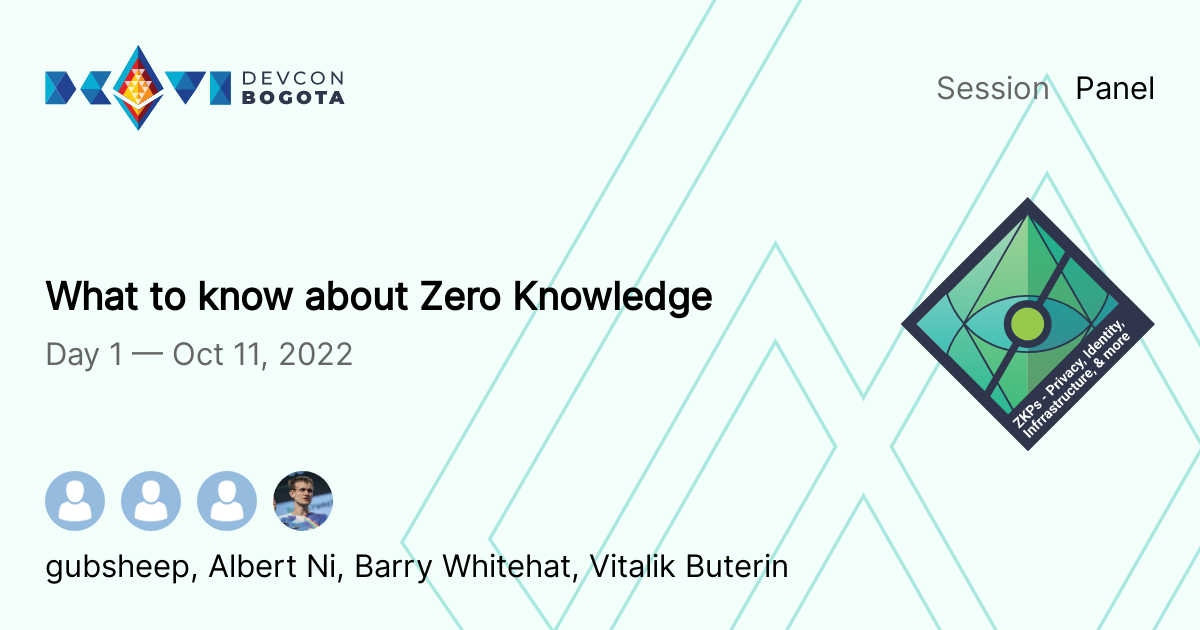 DEVCON
BOGOTA
Session Panel
What to know about Zero Knowledge
Day 1 — Oct 11, 2022
ZKPs - Privacy, Identity,
Infrrastructure, & more
gubsheep, Albert Ni, Barry Whitehat, Vitalik Buterin